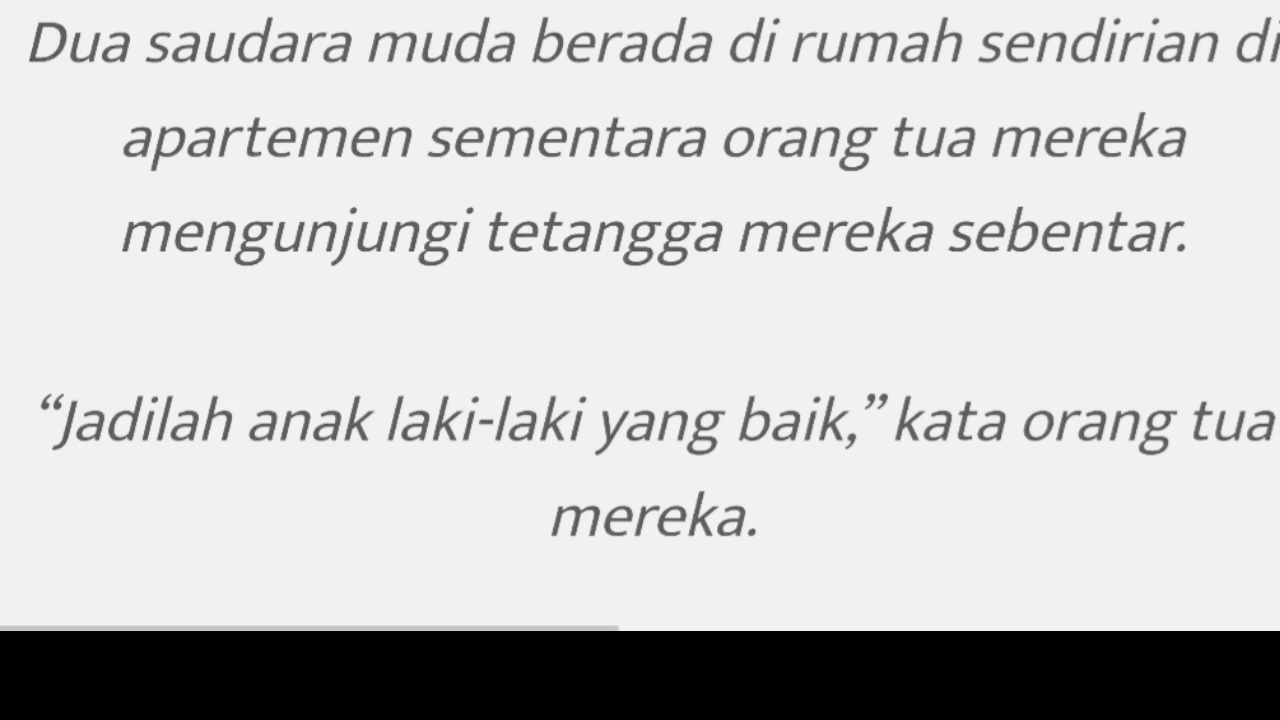 Dua saudara muda berada di rumah sendirian di
apartemen sementara orang tua mereka
mengunjungi tetangga mereka sebentar.
“Jadilah anak laki-laki yang baik,” kata orang tua
mereka.